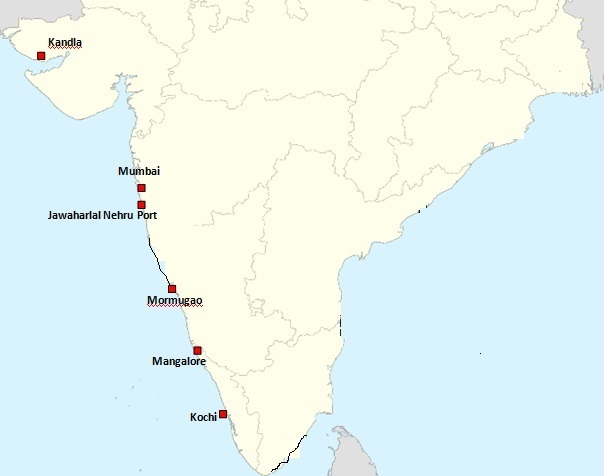 Kandla
Mumbai
Jawaharlal Nehru Port
Mormugao
Mangalore
Kochi